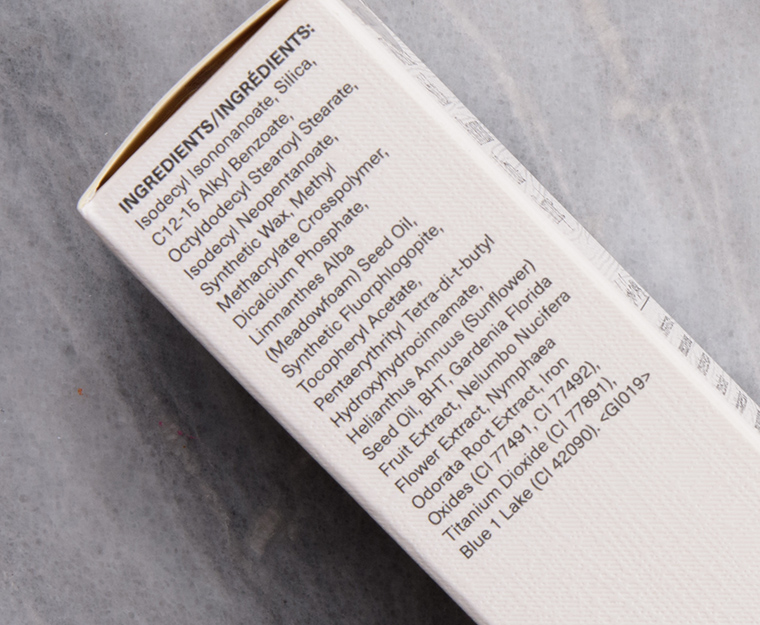 INGREDIENTS/INGRÉDIENTS:
Isodecyl Isononanoate, Silica,
C12-15 Alkyl Benzoate,
Octyldodecyl Stearoyl Stearate,
Isodecyl Neopentanoate,
Synthetic Wax, Methyl
Methacrylate Crosspolymer,
Dicalcium Phosphate,
Limnanthes Alba
(Meadowfoam) Seed Oil,
Synthetic Fluorphlogopite,
Tocopheryl Acetate,
Pentaerythrityl Tetra-di-t-butyl
Hydroxyhydrocinnamate,
Helianthus Annuus (Sunflower)
Seed Oil, BHT, Gardenia Florida
Fruit Extract, Nelumbo Nucifera
Flower Extract, Nymphaea
Odorata Root Extract, Iron
Oxides (CI 77491, CI 77492),
Titanium Dioxide (CI 77891),
Blue 1 Lake (CI 42090). <GI019>